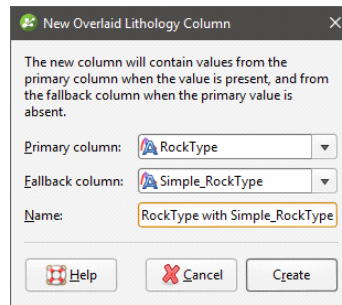 New Overlaid Lithology Column
The new column will contain values from the
primary column when the value is present, and from
the fallback column when the primary value is
absent.
Primary column: RockType
Fallback column: Simple_RockType
Name: RockType with Simple_RockType
Help Cancel Create